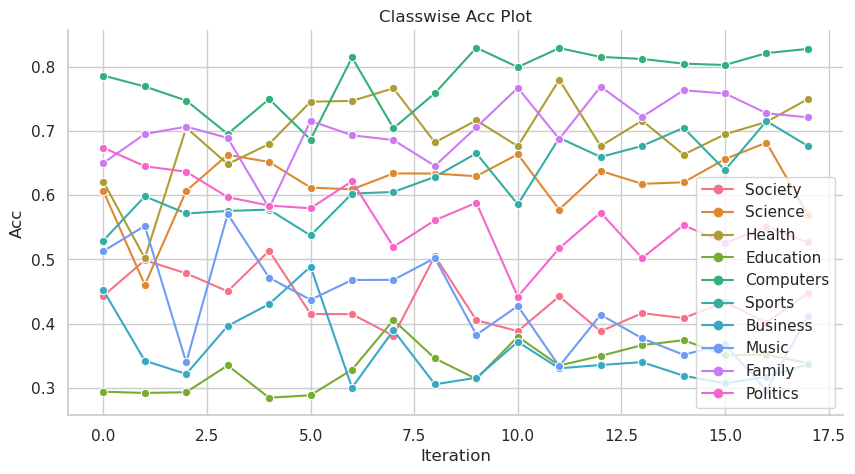 Classwise Acc Plot
Acc
0.8
0.7
0.6
0.5
0.4
0.3
Society
Science
Health
Education
Computers
Sports
Business
Music
Family
Politics
0.0 2.5 5.0 7.5 10.0 12.5 15.0 17.5
Iteration